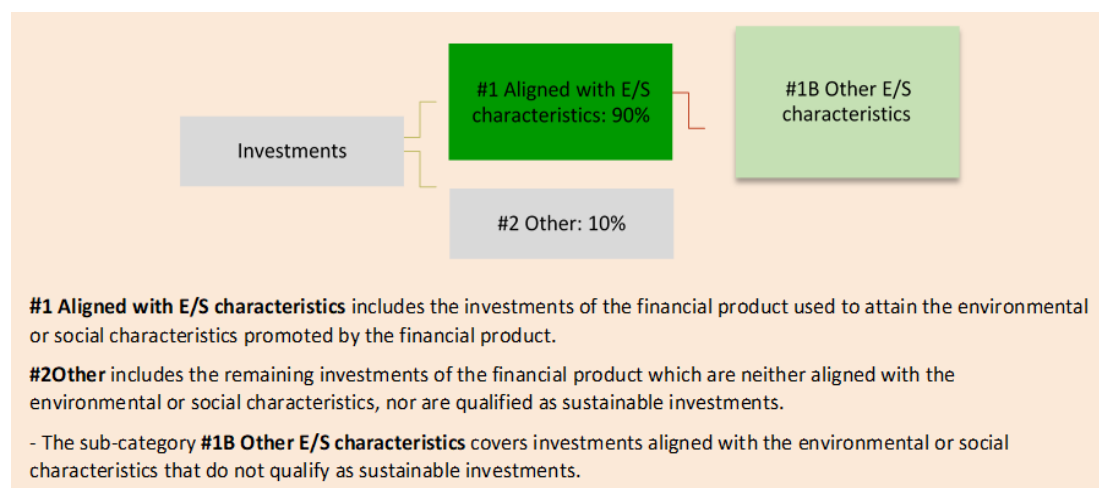 #1 Aligned with E/S
characteristics: 90%
#1B Other E/S
characteristics
Investments
#2 Other: 10%
#1 Aligned with E/S characteristics includes the investments of the financial product used to attain the environmental
or social characteristics promoted by the financial product.
#2Other includes the remaining investments of the financial product which are neither aligned with the
environmental or social characteristics, nor are qualified as sustainable investments.
- The sub-category #1B Other E/S characteristics covers investments aligned with the environmental or social
characteristics that do not qualify as sustainable investments.